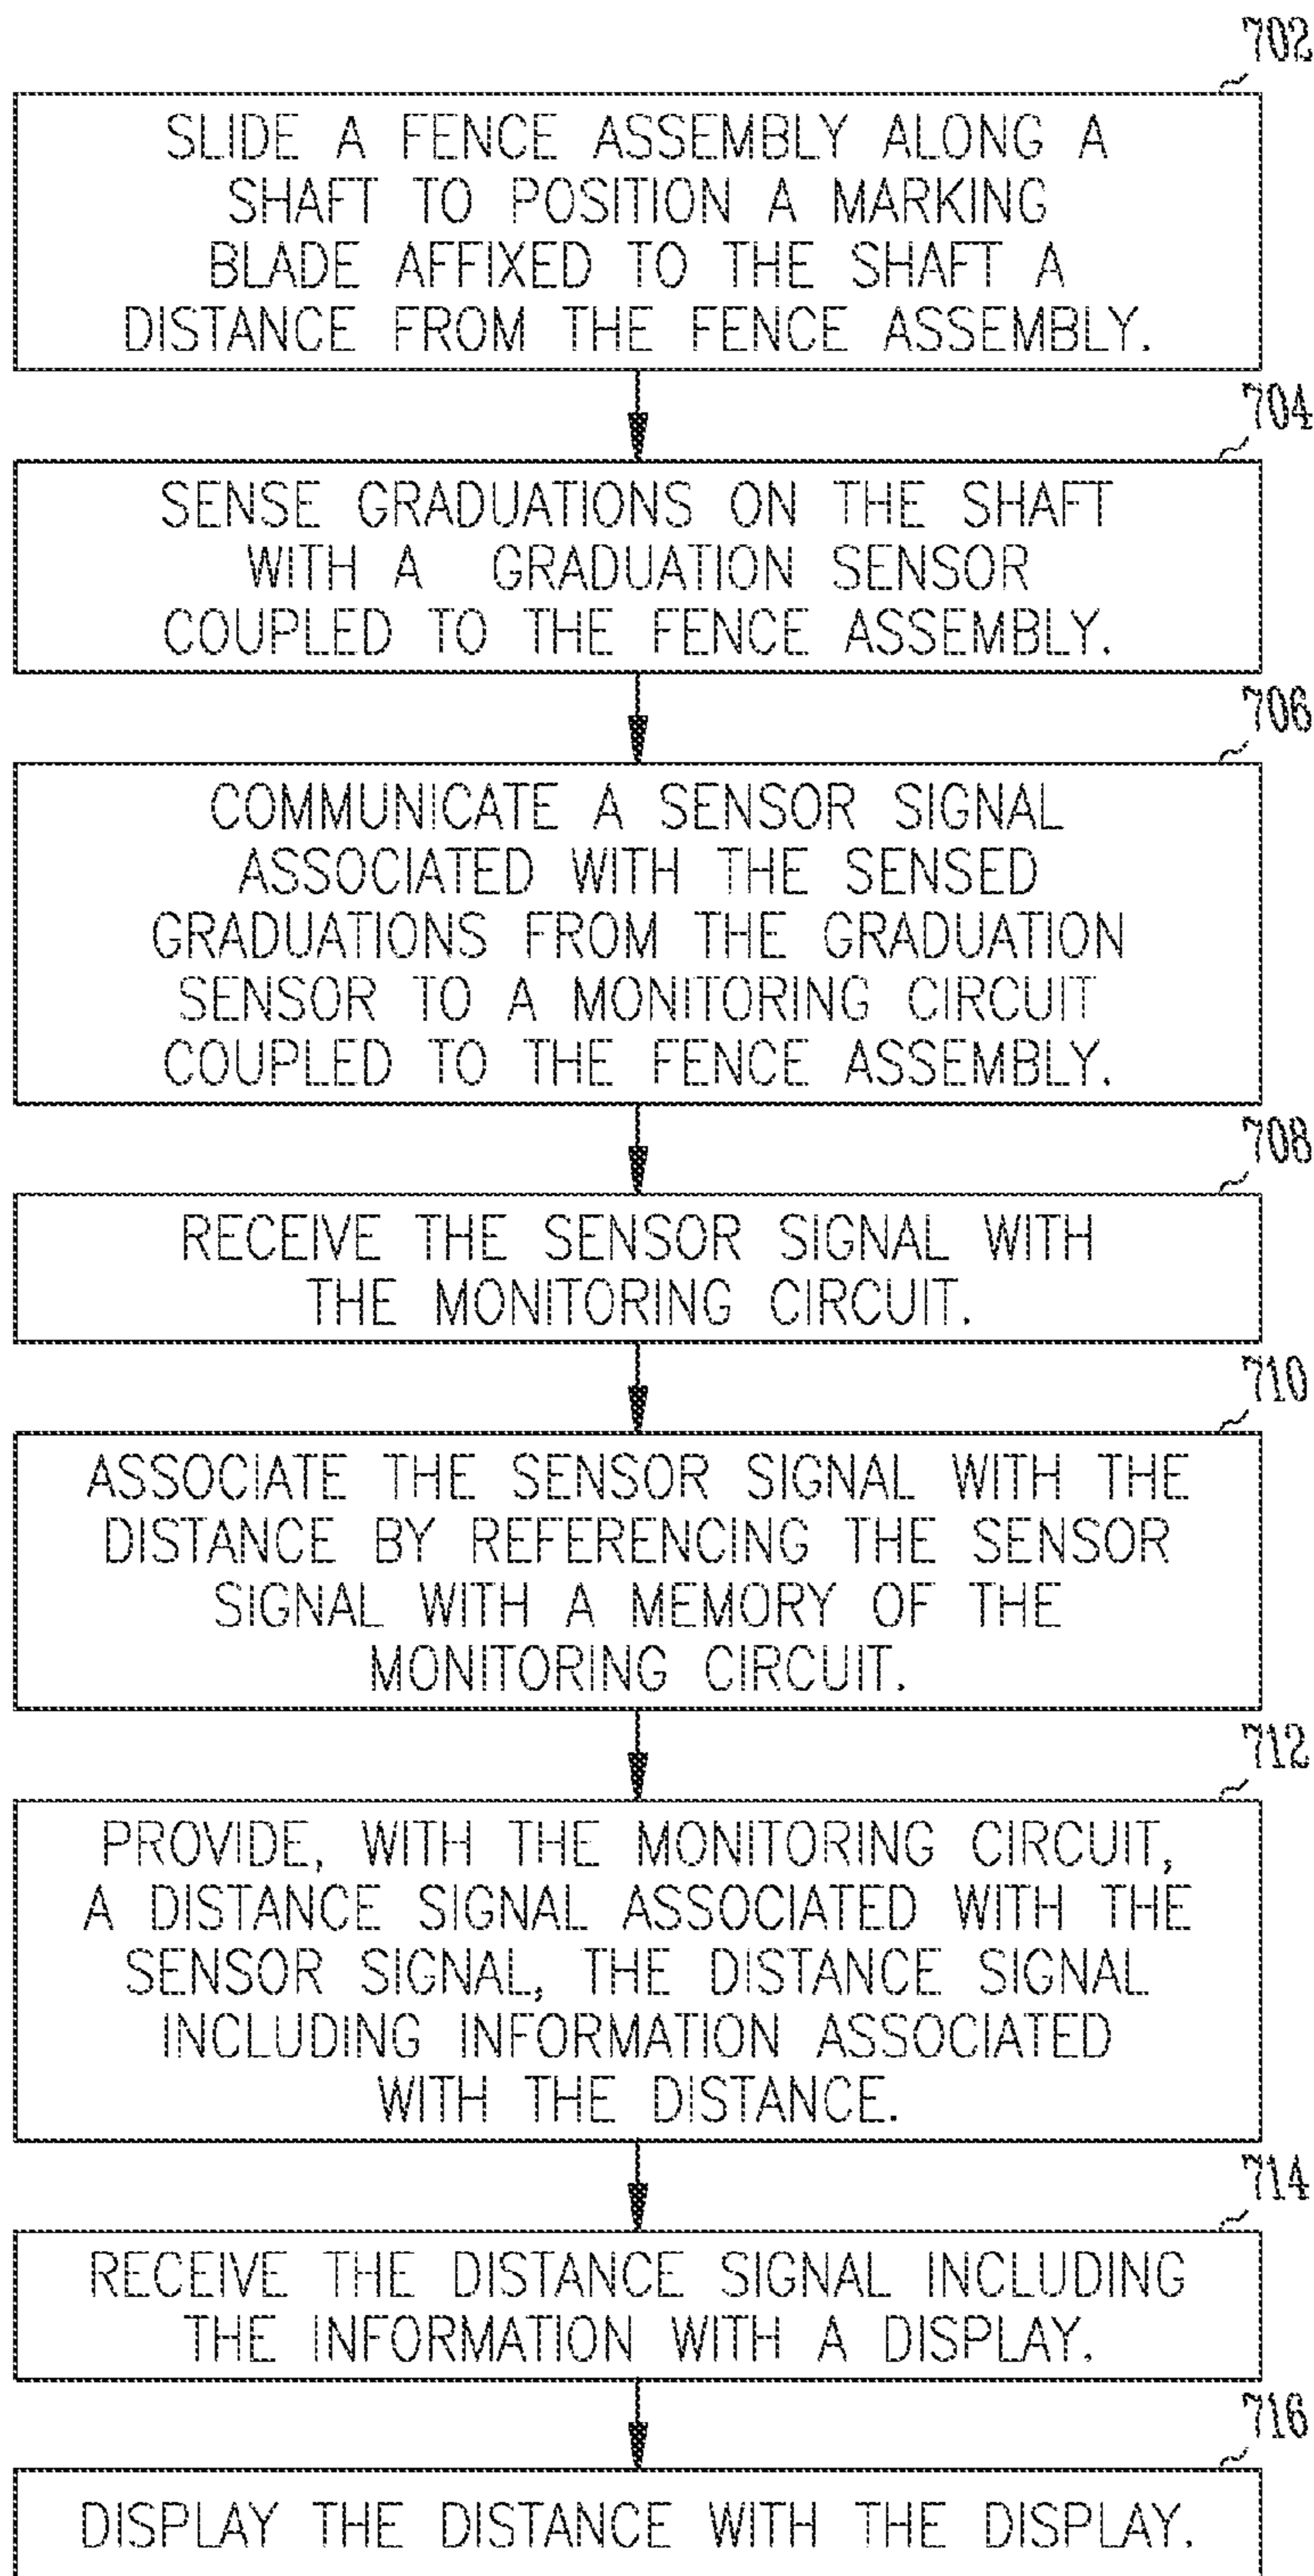 702
SLIDE A FENCE ASSEMBLY ALONG A
SHAFT TO POSITION A MARKING
BLADE AFFIXED TO THE SHAFT A
DISTANCE FROM THE FENCE ASSEMBLY.
704
SENSE GRADUATIONS ON THE SHAFT
WITH A GRADUATION SENSOR
COUPLED TO THE FENCE ASSEMBLY.
706
COMMUNICATE A SENSOR SIGNAL
ASSOCIATED WITH THE SENSED
GRADUATIONS FROM THE GRADUATION
SENSOR TO A MONITORING CIRCUIT
COUPLED TO THE FENCE ASSEMBLY.
708
RECEIVE THE SENSOR SIGNAL WITH
THE MONITORING CIRCUIT.
710
ASSOCIATE THE SENSOR SIGNAL WITH THE
DISTANCE BY REFERENCING THE SENSOR
SIGNAL WITH A MEMORY OF THE
MONITORING CIRCUIT.
712
PROVIDE, WITH THE MONITORING CIRCUIT,
A DISTANCE SIGNAL ASSOCIATED WITH THE
SENSOR SIGNAL, THE DISTANCE SIGNAL
INCLUDING INFORMATION ASSOCIATED
WITH THE DISTANCE.
714
RECEIVE THE DISTANCE SIGNAL INCLUDING
THE INFORMATION WITH A DISPLAY.
716
DISPLAY THE DISTANCE WITH THE DISPLAY.